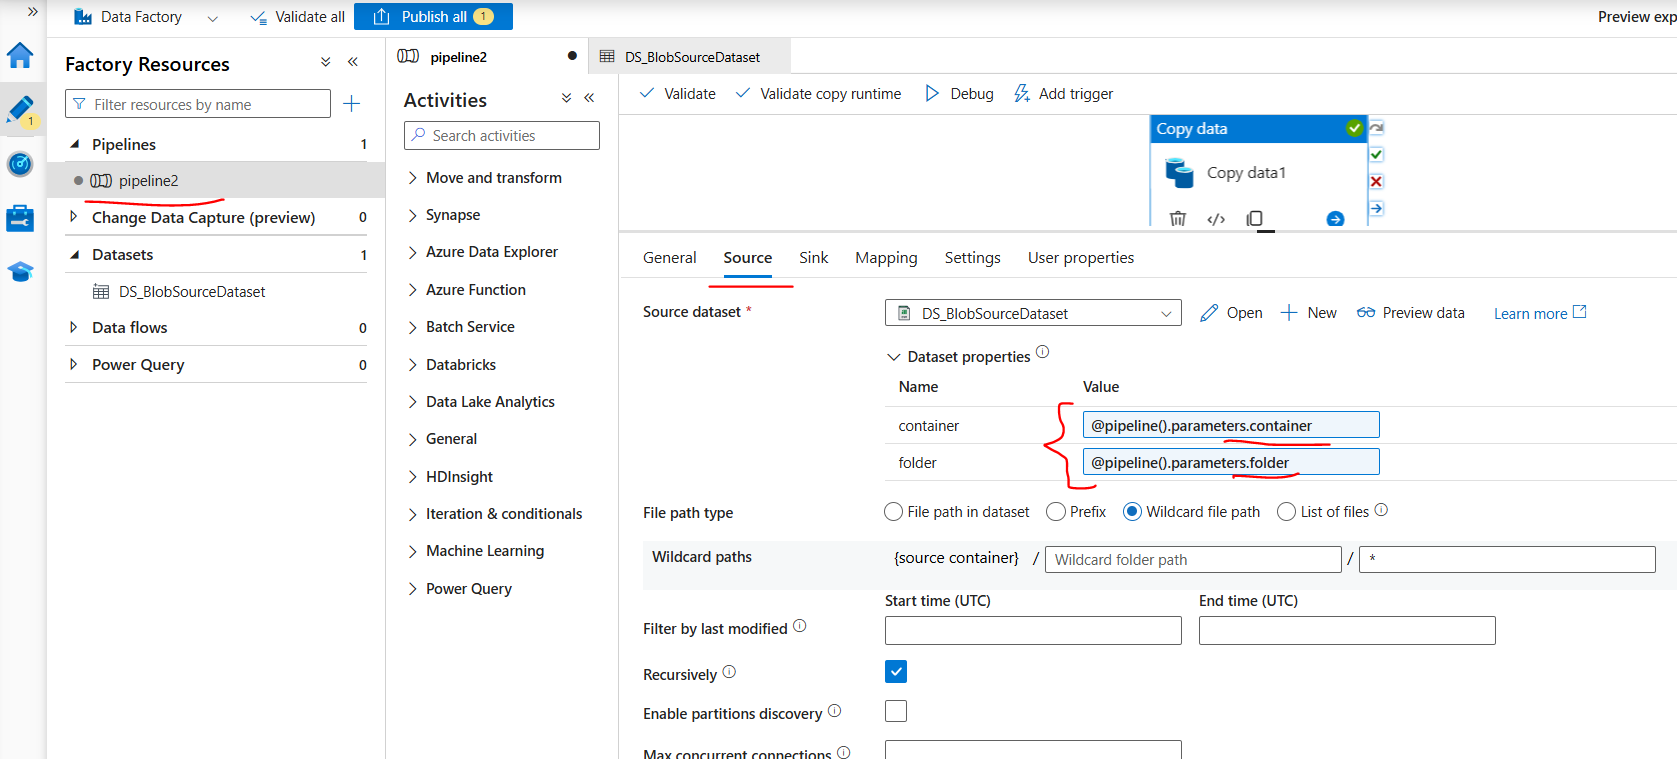 Data Factory
Validate all
Publish all 1
Preview exp
1
Factory Resources
Filter resources by name
Pipelines 1
pipeline2
Change Data Capture (preview) 0
Datasets 1
DS_BlobSourceDataset
Data flows 0
Power Query 0
pipeline2
DS_BlobSourceDataset
Activities
Search activities
Move and transform
Synapse
Azure Data Explorer
Azure Function
Batch Service
Databricks
Data Lake Analytics
General
HDInsight
Iteration & conditionals
Machine Learning
Power Query
Validate Validate copy runtime Debug Add trigger
Copy data
Copy data1
General Source Sink Mapping Settings User properties
Source dataset * DS_BlobSourceDataset Open New Preview data Learn more
Dataset properties
Name Value
container @pipeline().parameters.container
folder @pipeline().parameters.folder
File path type File path in dataset Prefix Wildcard file path List of files
Wildcard paths {source container} / Wildcard folder path / *
Start time (UTC) End time (UTC)
Filter by last modified
Recursively
Enable partitions discovery
Max concurrent connections